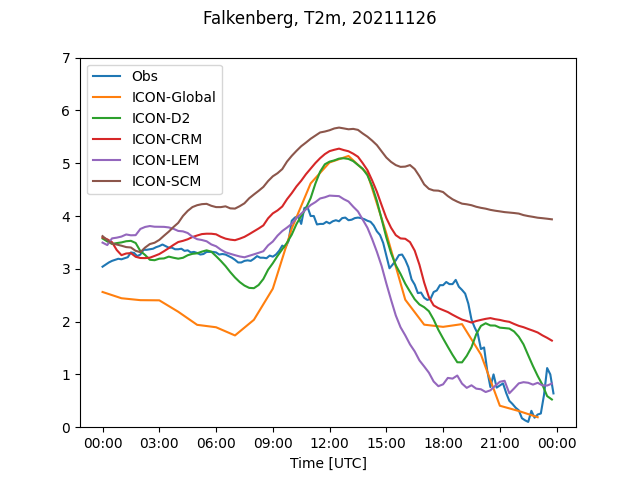 Falkenberg, T2m, 20211126
7
6
5
4
3
2
1
0
Obs
ICON-Global
ICON-D2
ICON-CRM
ICON-LEM
ICON-SCM
00:00 03:00 06:00 09:00 12:00 15:00 18:00 21:00 00:00
Time [UTC]